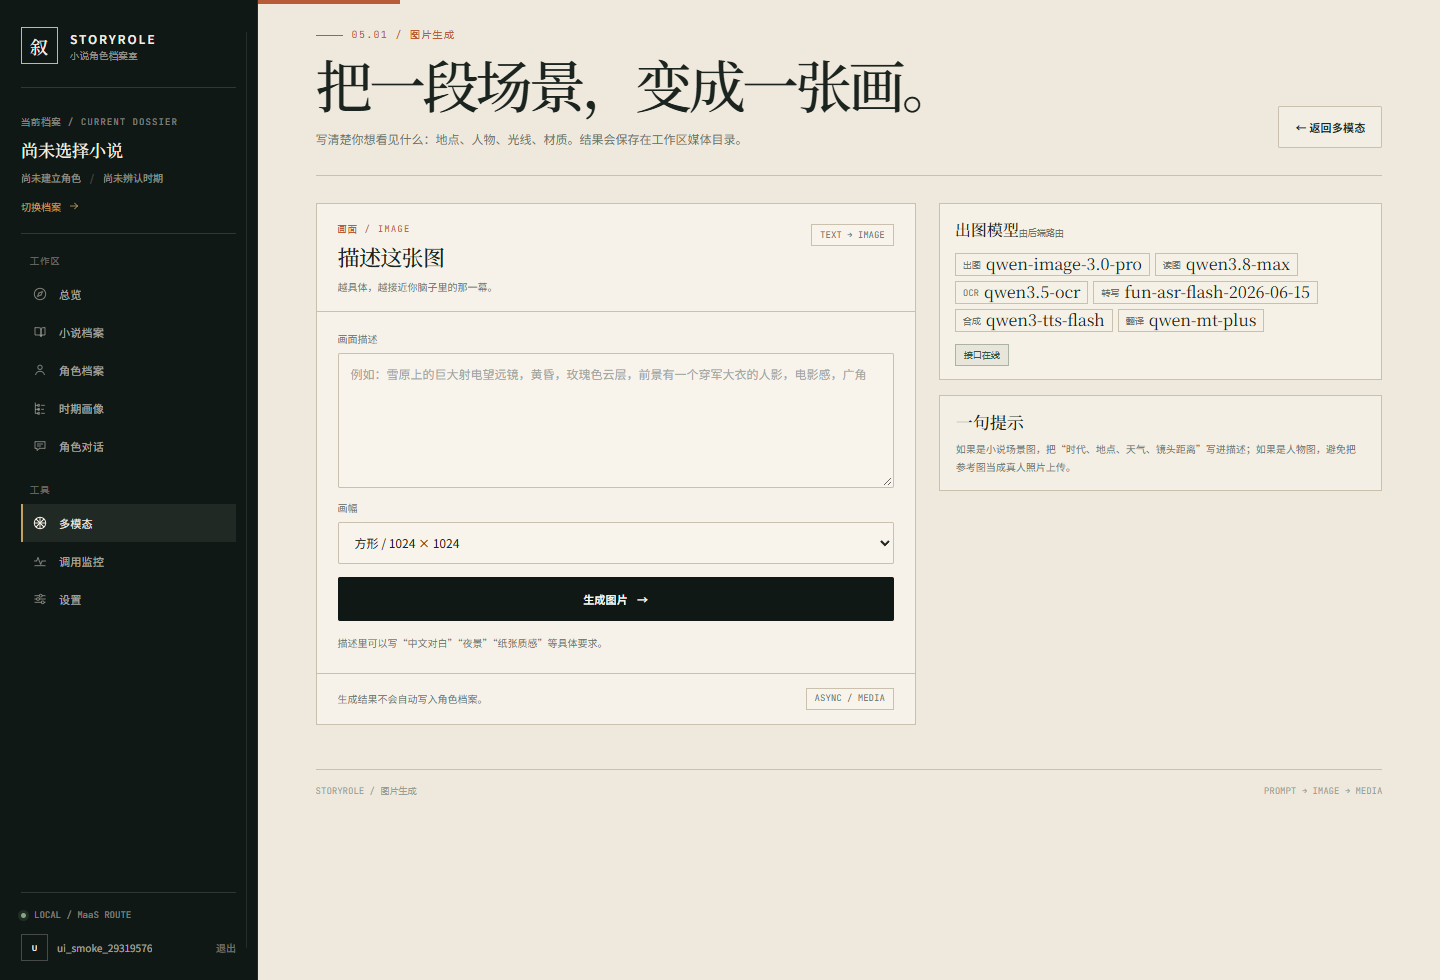 叙
STORYROLE
小说角色档案室
当前档案 / CURRENT DOSSIER
尚未选择小说
尚未建立角色 / 尚未辨认时期
切换档案 →
工作区
总览
小说档案
角色档案
时期画像
角色对话
工具
多模态
调用监控
设置
LOCAL / MaaS ROUTE
U ui_smoke_29319576 退出
05.01 / 图片生成
把一段场景，变成一张画。
写清楚你想看见什么：地点、人物、光线、材质。结果会保存在工作区媒体目录。
← 返回多模态
画面 / IMAGE
TEXT → IMAGE
描述这张图
越具体，越接近你脑子里的那一幕。
画面描述
例如：雪原上的巨大射电望远镜，黄昏，玫瑰色云层，前景有一个穿军大衣的人影，电影感，广角
画幅
方形 / 1024 × 1024
生成图片 →
描述里可以写“中文对白”“夜景”“纸张质感”等具体要求。
生成结果不会自动写入角色档案。
ASYNC / MEDIA
出图模型由后端路由
出图 qwen-image-3.0-pro 读图 qwen3.8-max
OCR qwen3.5-ocr 转写 fun-asr-flash-2026-06-15
合成 qwen3-tts-flash 翻译 qwen-mt-plus
接口在线
一句提示
如果是小说场景图，把“时代、地点、天气、镜头距离”写进描述；如果是人物图，避免把
参考图当成真人照片上传。
STORYROLE / 图片生成
PROMPT → IMAGE → MEDIA